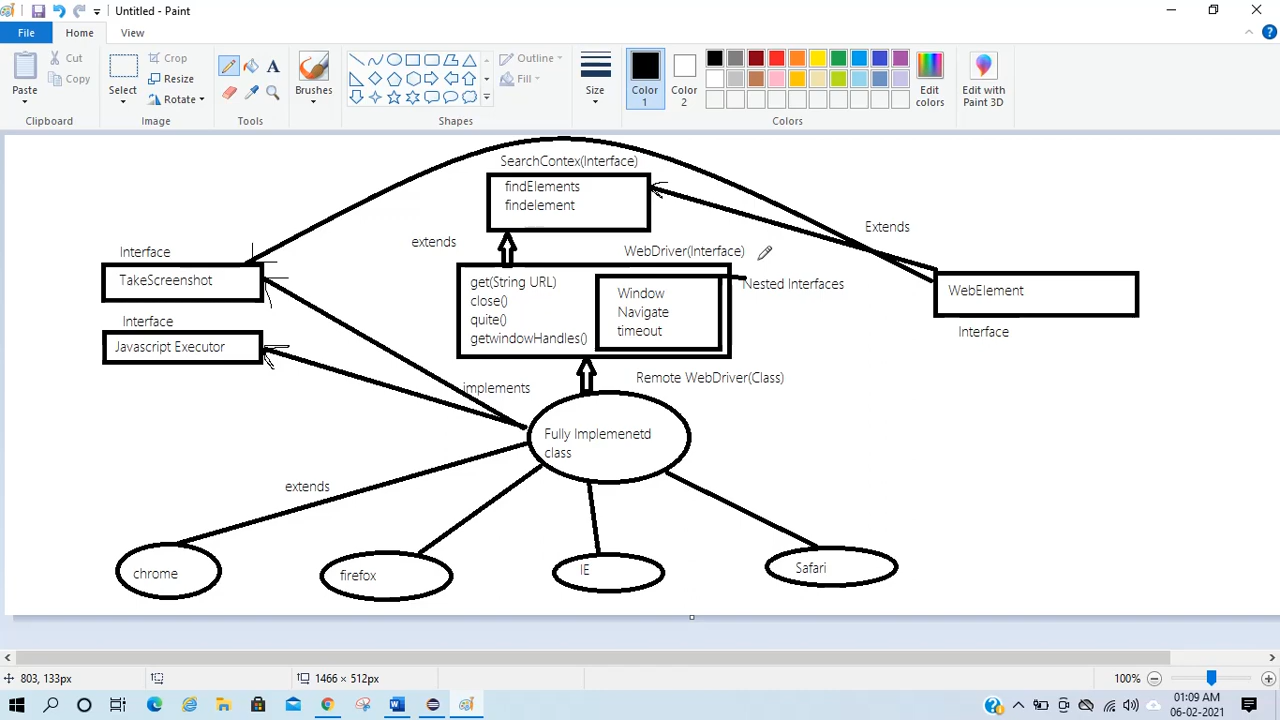 Untitled - Paint
File
Home
View
Paste
Cut
Copy
Clipboard
Select
Crop
Resize
Rotate
Image
A
Tools
Brushes
Outline
Fill
Shapes
Size
Color 1
Color 2
Edit colors
Colors
Edit with Paint 3D
SearchContex(Interface)
findElements
findelement
Extends
extends
WebDriver(Interface)
Interface
TakeScreenshot
get(String URL)
close()
quite()
getwindowHandles()
Window
Navigate
timeout
Nested Interfaces
WebElement
Interface
Interface
Javascript Executor
implements
Remote WebDriver(Class)
Fully Implemenetd
class
extends
chrome
firefox
IE
Safari
803, 133px
1466 × 512px
100%
01:09 AM
06-02-2021